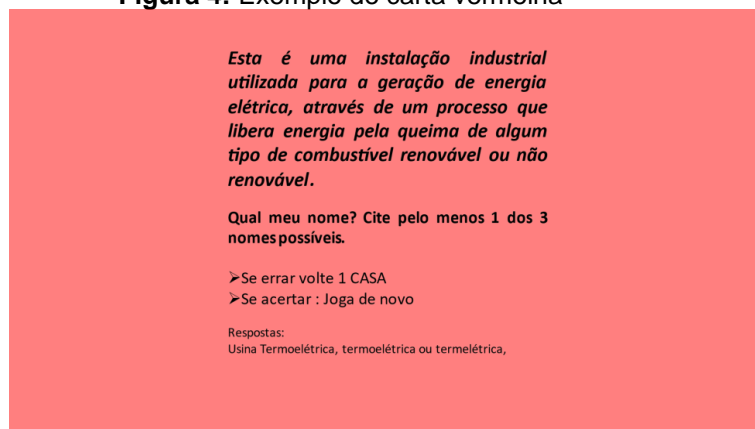 Figura 4: Exemplo de carta vermelha
Esta é uma instalação industrial
utilizada para a geração de energia
elétrica, através de um processo que
libera energia pela queima de algum
tipo de combustível renovável ou não
renovável.
Qual meu nome? Cite pelo menos 1 dos 3
nomes possíveis.
➢Se errar volte 1 CASA
➢Se acertar : Joga de novo
Respostas:
Usina Termoelétrica, termoelétrica ou termelétrica,